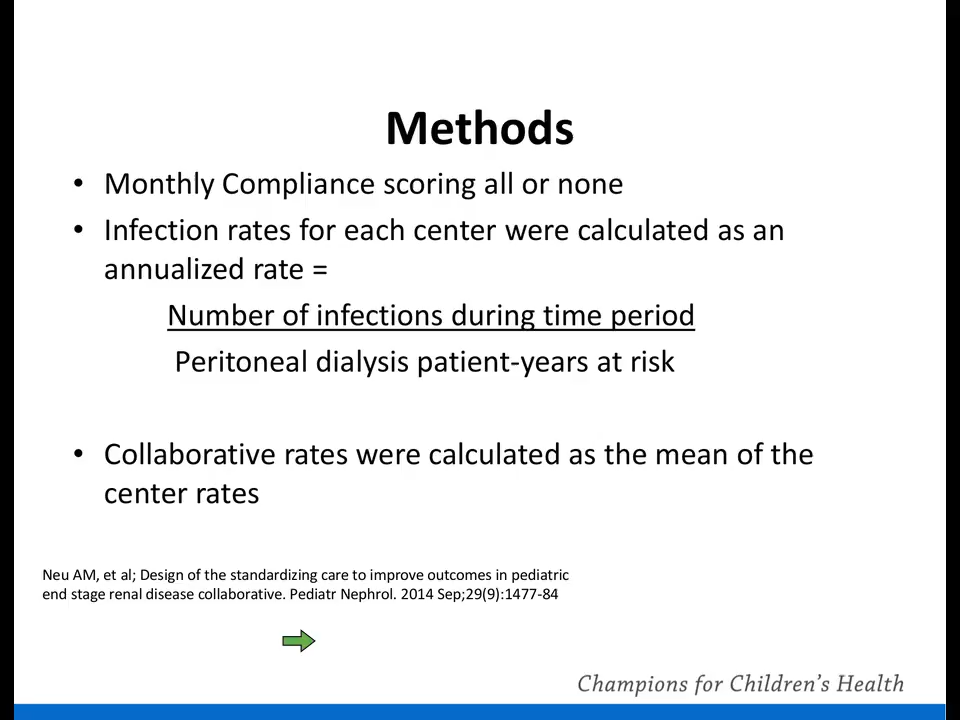 Methods
• Monthly Compliance scoring all or none
• Infection rates for each center were calculated as an
annualized rate =
Number of infections during time period
Peritoneal dialysis patient-years at risk
• Collaborative rates were calculated as the mean of the
center rates
Neu AM, et al; Design of the standardizing care to improve outcomes in pediatric
end stage renal disease collaborative. Pediatr Nephrol. 2014 Sep;29(9):1477-84
Champions for Children's Health